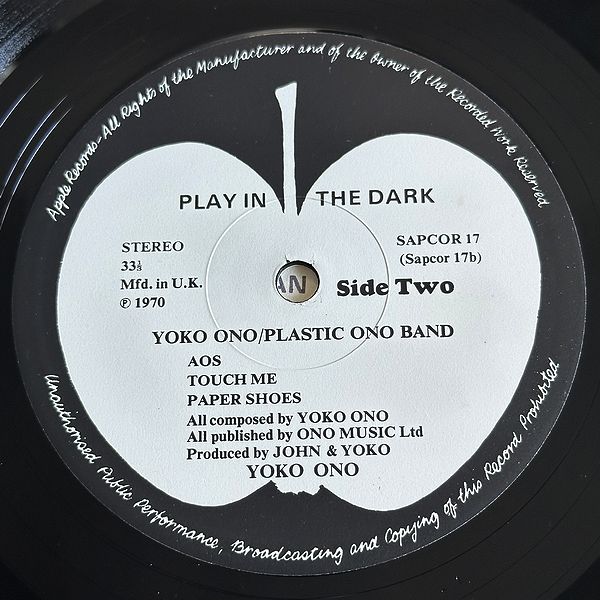 Apple Records-All Rights of the Manufacturer and of the Owner of the Recorded Work Reserved
PLAY IN THE DARK
STEREO
33⅓
Mfd. in U.K.
℗ 1970
SAPCOR 17
(Sapcor 17b)
AN
Side Two
YOKO ONO/PLASTIC ONO BAND
AOS
TOUCH ME
PAPER SHOES
All composed by YOKO ONO
All published by ONO MUSIC Ltd
Produced by JOHN & YOKO
YOKO ONO
Unauthorised Public Performance, Broadcasting and Copying of this Record Prohibited